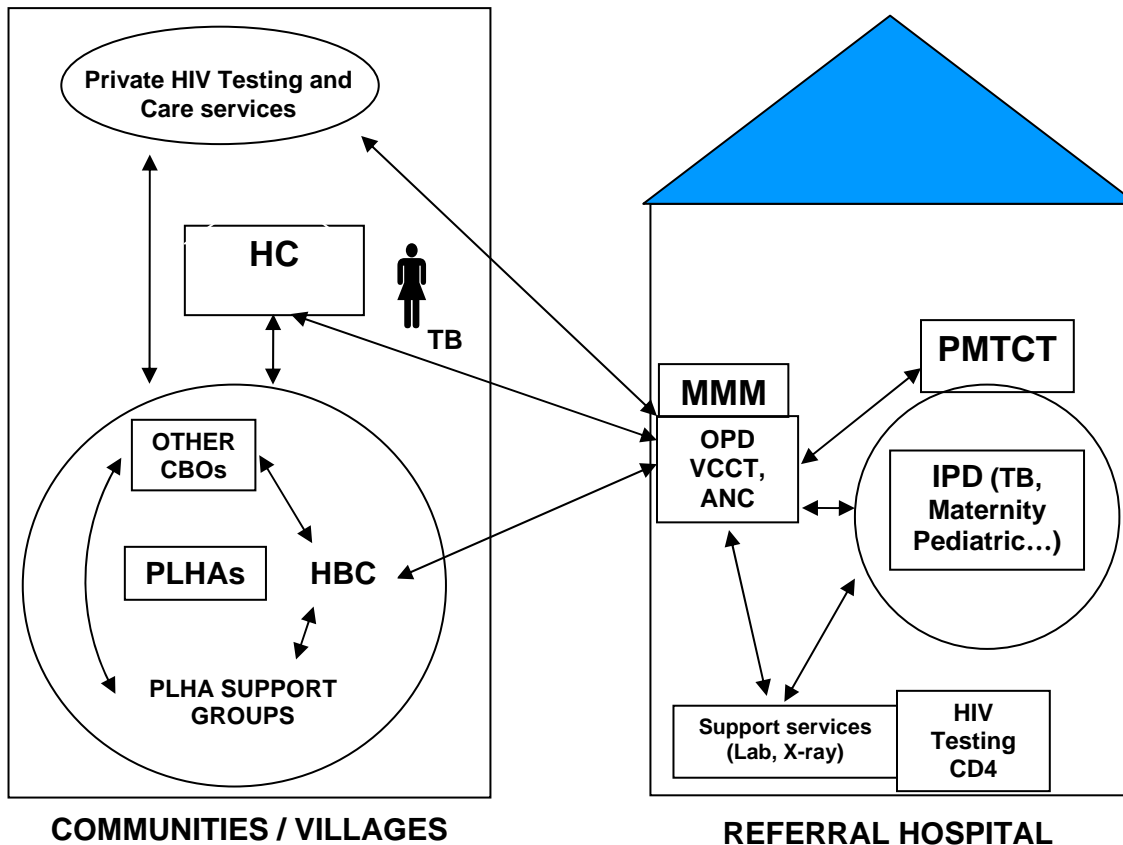 Private HIV Testing and
Care services
HC
TB
OTHER
CBOs
PLHAs
HBC
PLHA SUPPORT
GROUPS
COMMUNITIES / VILLAGES
MMM
OPD
VCCT,
ANC
PMTCT
IPD (TB,
Maternity
Pediatric…)
Support services
(Lab, X-ray)
HIV
Testing
CD4
REFERRAL HOSPITAL